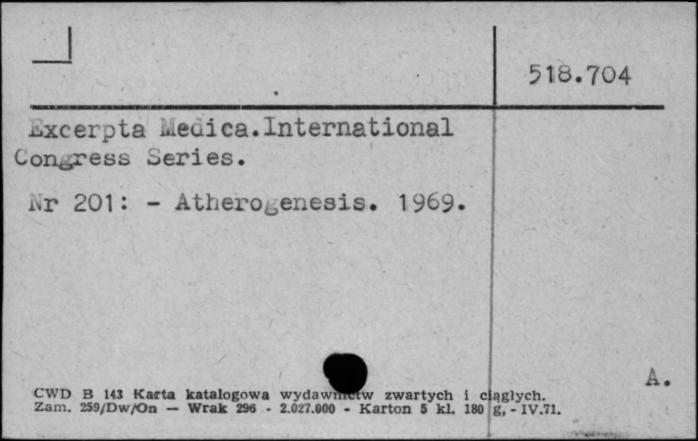 518.704
Excerpta Medica.International
Congress Series.
Nr 201: - Atherogenesis. 1969.
A.
CWD B 143 Karta katalogowa wydawnictw zwartych i ciągłych.
Zam. 259/Dw/On — Wrak 296 - 2.027.000 - Karton 5 kl. 180 g, - IV.71.